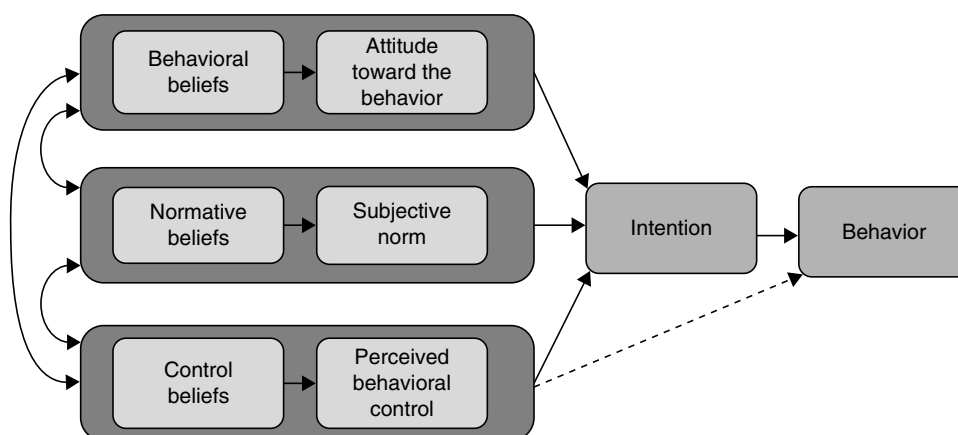 Behavioral
beliefs
Attitude
toward the
behavior
Normative
beliefs
Subjective
norm
Intention
Behavior
Control
beliefs
Perceived
behavioral
control